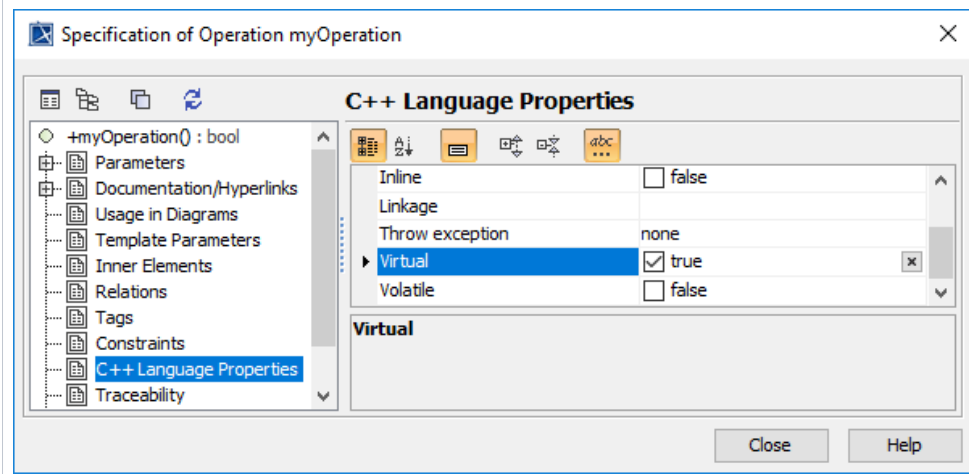 Specification of Operation myOperation
C++ Language Properties
+myOperation() : bool
Parameters
Documentation/Hyperlinks
Usage in Diagrams
Template Parameters
Inner Elements
Relations
Tags
Constraints
C++ Language Properties
Traceability
A
Z
abc
Inline false
Linkage
Throw exception none
Virtual true
Volatile false
Virtual
Close Help